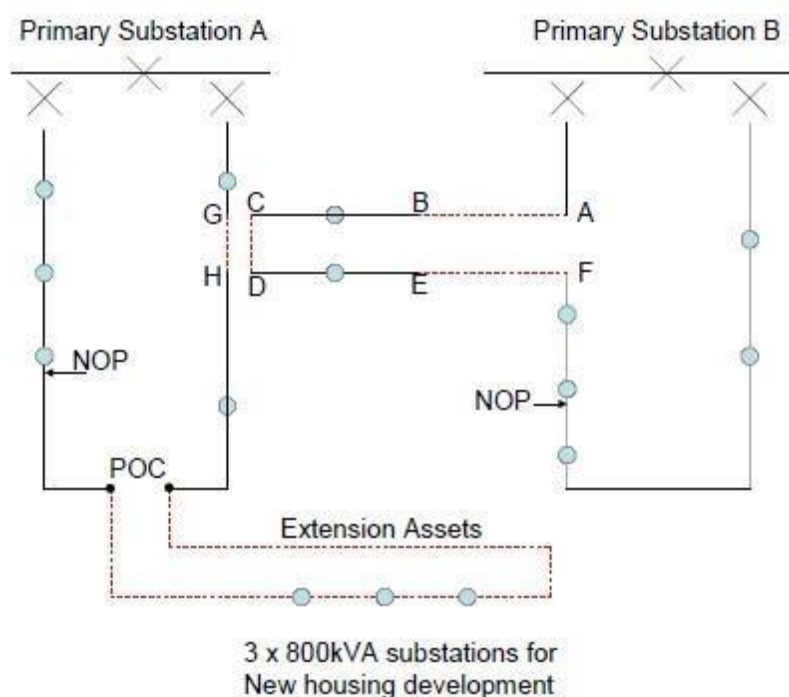 Primary Substation A
Primary Substation B
G
C
B
A
H
D
E
F
NOP
NOP
POC
Extension Assets
3 x 800kVA substations for
New housing development